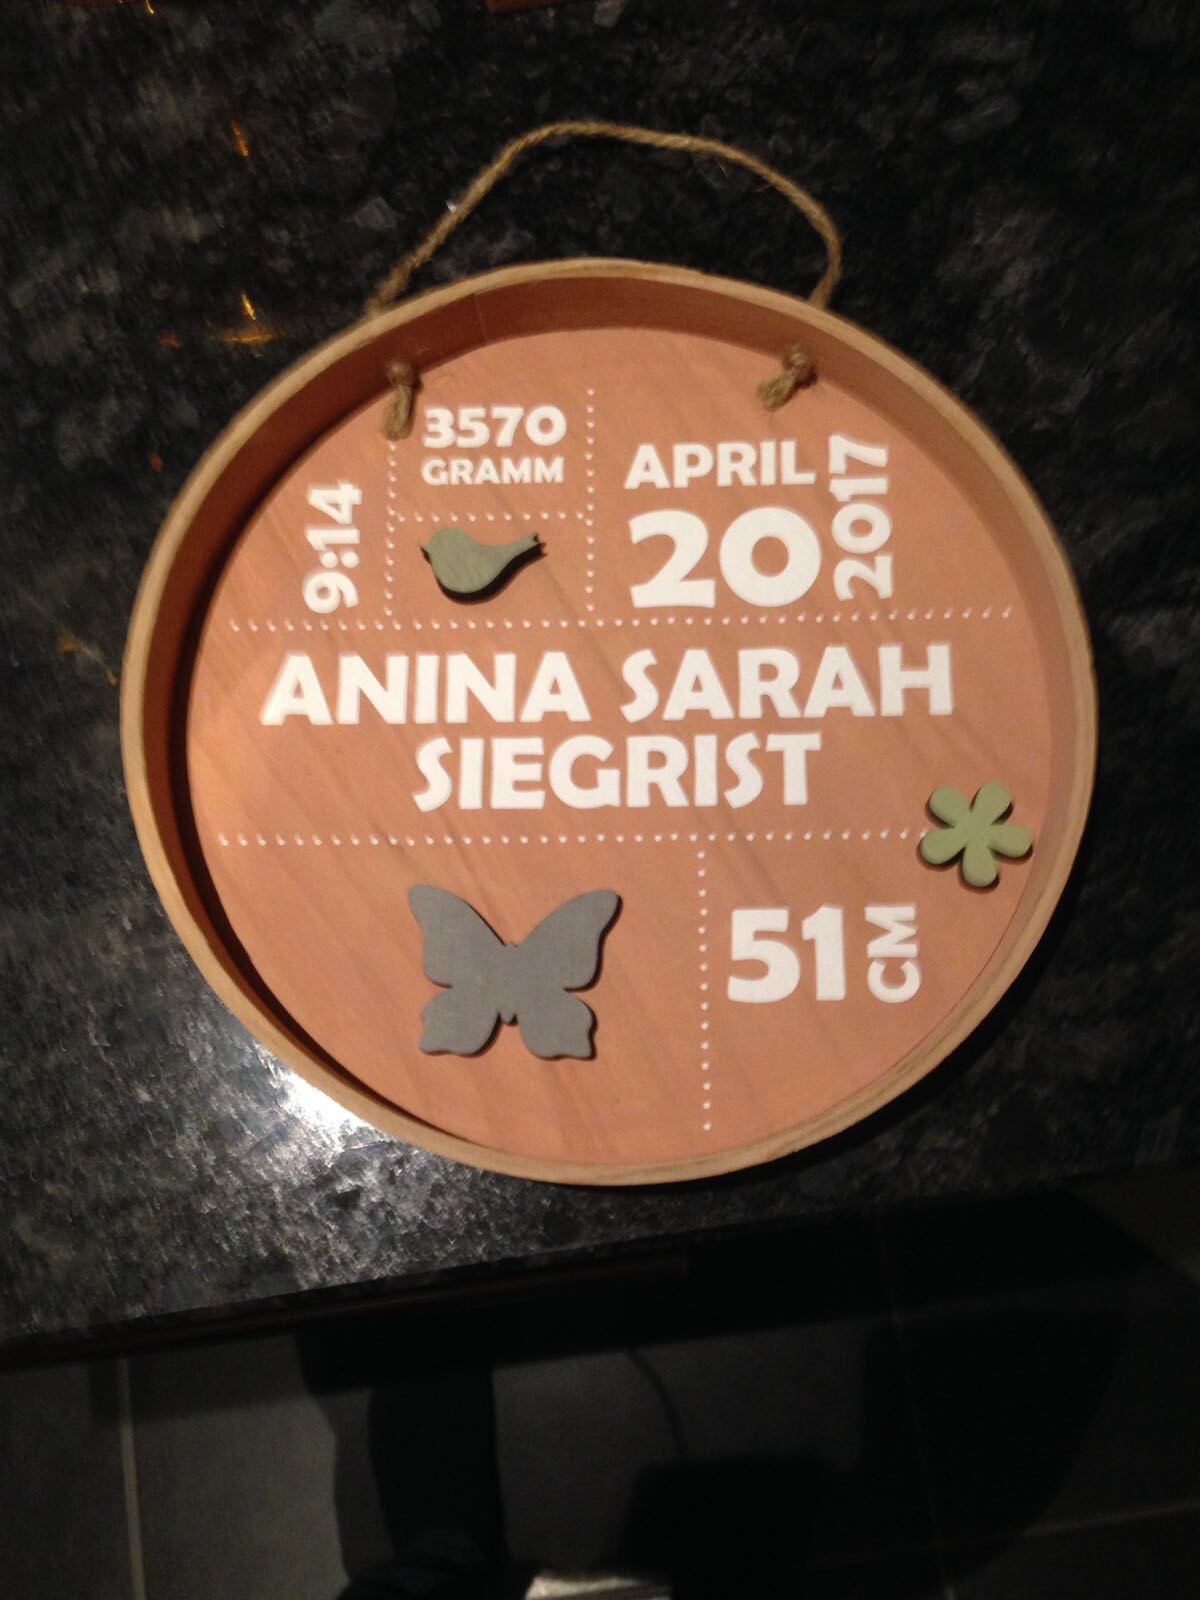 9:14
3570
GRAMM
APRIL
20
2017
ANINA SARAH
SIEGRIST
51
CM